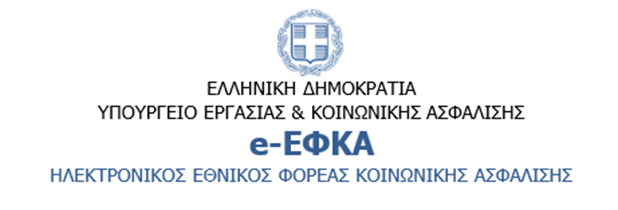 ΕΛΛΗΝΙΚΗ ΔΗΜΟΚΡΑΤΙΑ
ΥΠΟΥΡΓΕΙΟ ΕΡΓΑΣΙΑΣ & ΚΟΙΝΩΝΙΚΗΣ ΑΣΦΑΛΙΣΗΣ
e-ΕΦΚΑ
ΗΛΕΚΤΡΟΝΙΚΟΣ ΕΘΝΙΚΟΣ ΦΟΡΕΑΣ ΚΟΙΝΩΝΙΚΗΣ ΑΣΦΑΛΙΣΗΣ